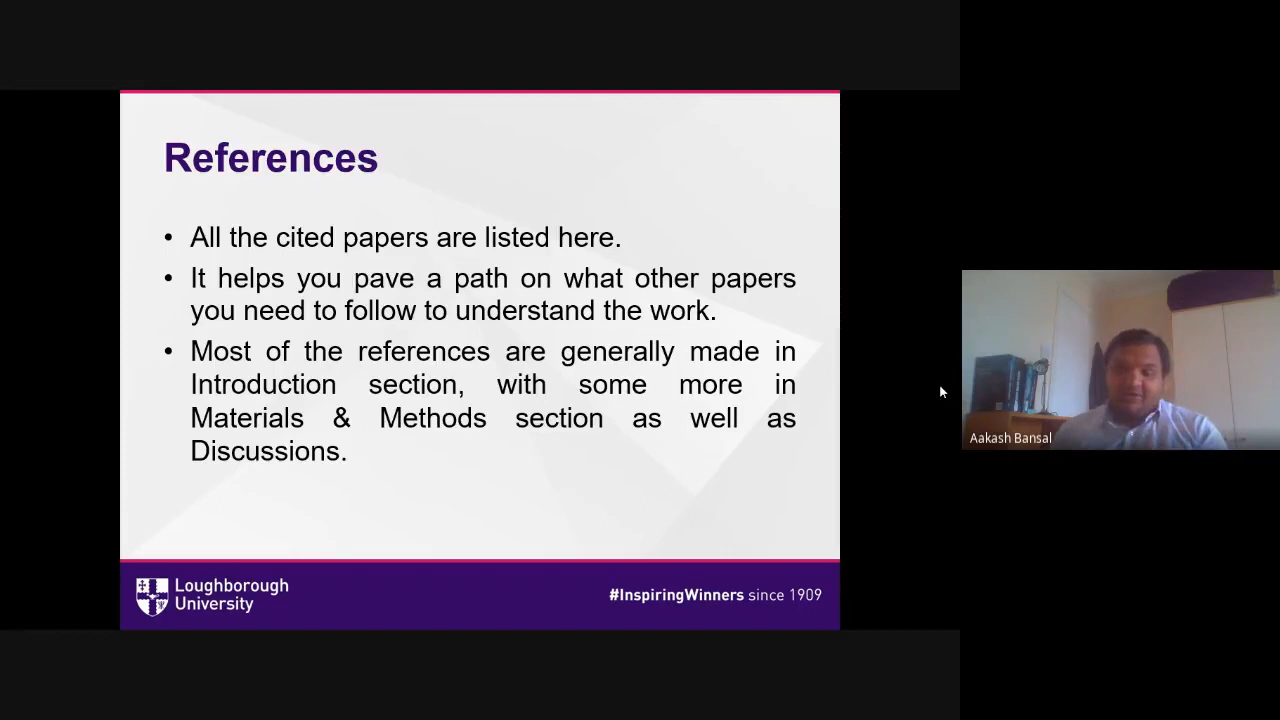 References
• All the cited papers are listed here.
• It helps you pave a path on what other papers
you need to follow to understand the work.
• Most of the references are generally made in
Introduction section, with some more in
Materials & Methods section as well as
Discussions.
Loughborough
University
#InspiringWinners since 1909
Aakash Bansal